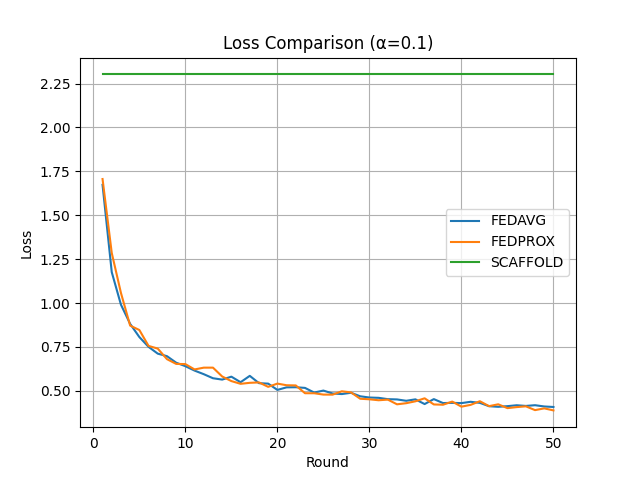 Loss Comparison (α=0.1)
2.25
2.00
1.75
1.50
1.25
1.00
0.75
0.50
Loss
FEDAVG
FEDPROX
SCAFFOLD
0 10 20 30 40 50
Round